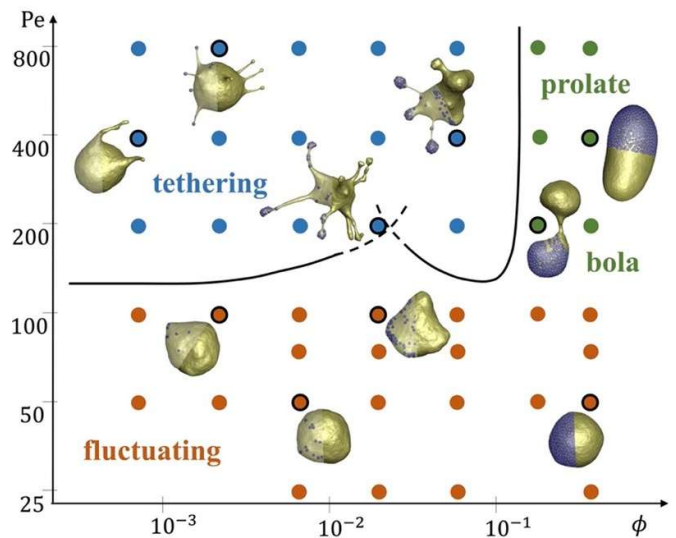 Pe
800
prolate
400
tethering
200
bola
100
50
fluctuating
25
10⁻³
10⁻²
10⁻¹
ϕ